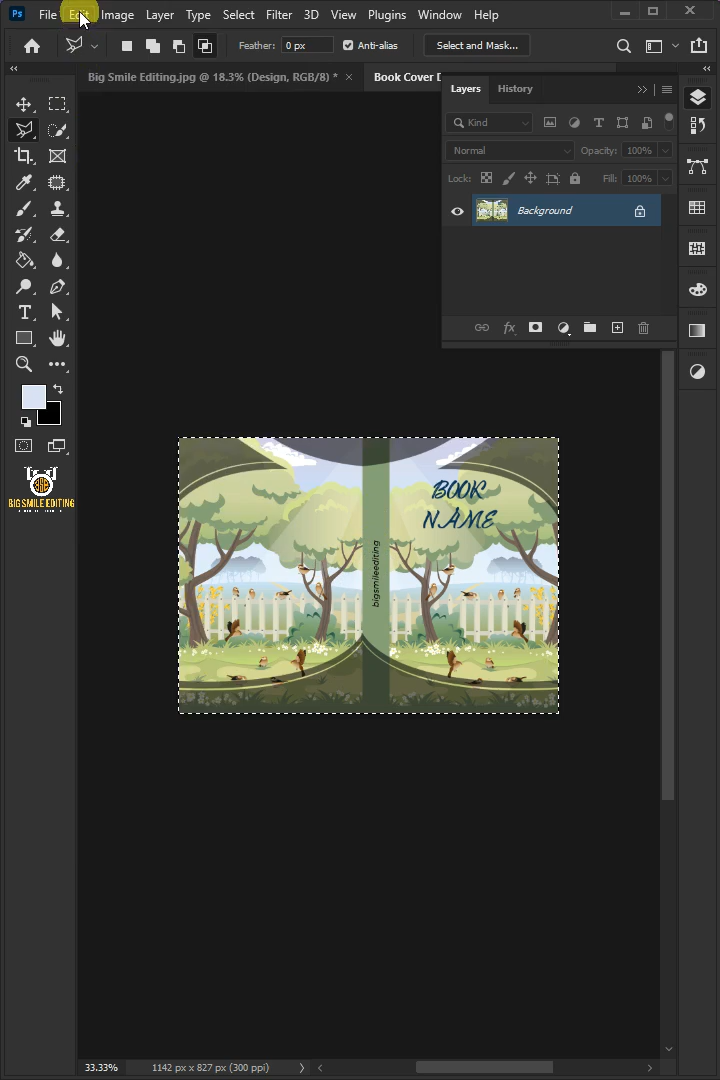 Ps File Edit Image Layer Type Select Filter 3D View Plugins Window Help
Feather: 0 px Anti-alias Select and Mask...
Big Smile Editing.jpg @ 18.3% (Design, RGB/8) * × Book Cover
Layers History
Kind
Normal Opacity: 100%
Lock: Fill: 100%
Background
fx
BIG SMILE EDITING
BOOK
NAME
bigsmileediting
33.33% 1142 px x 827 px (300 ppi)